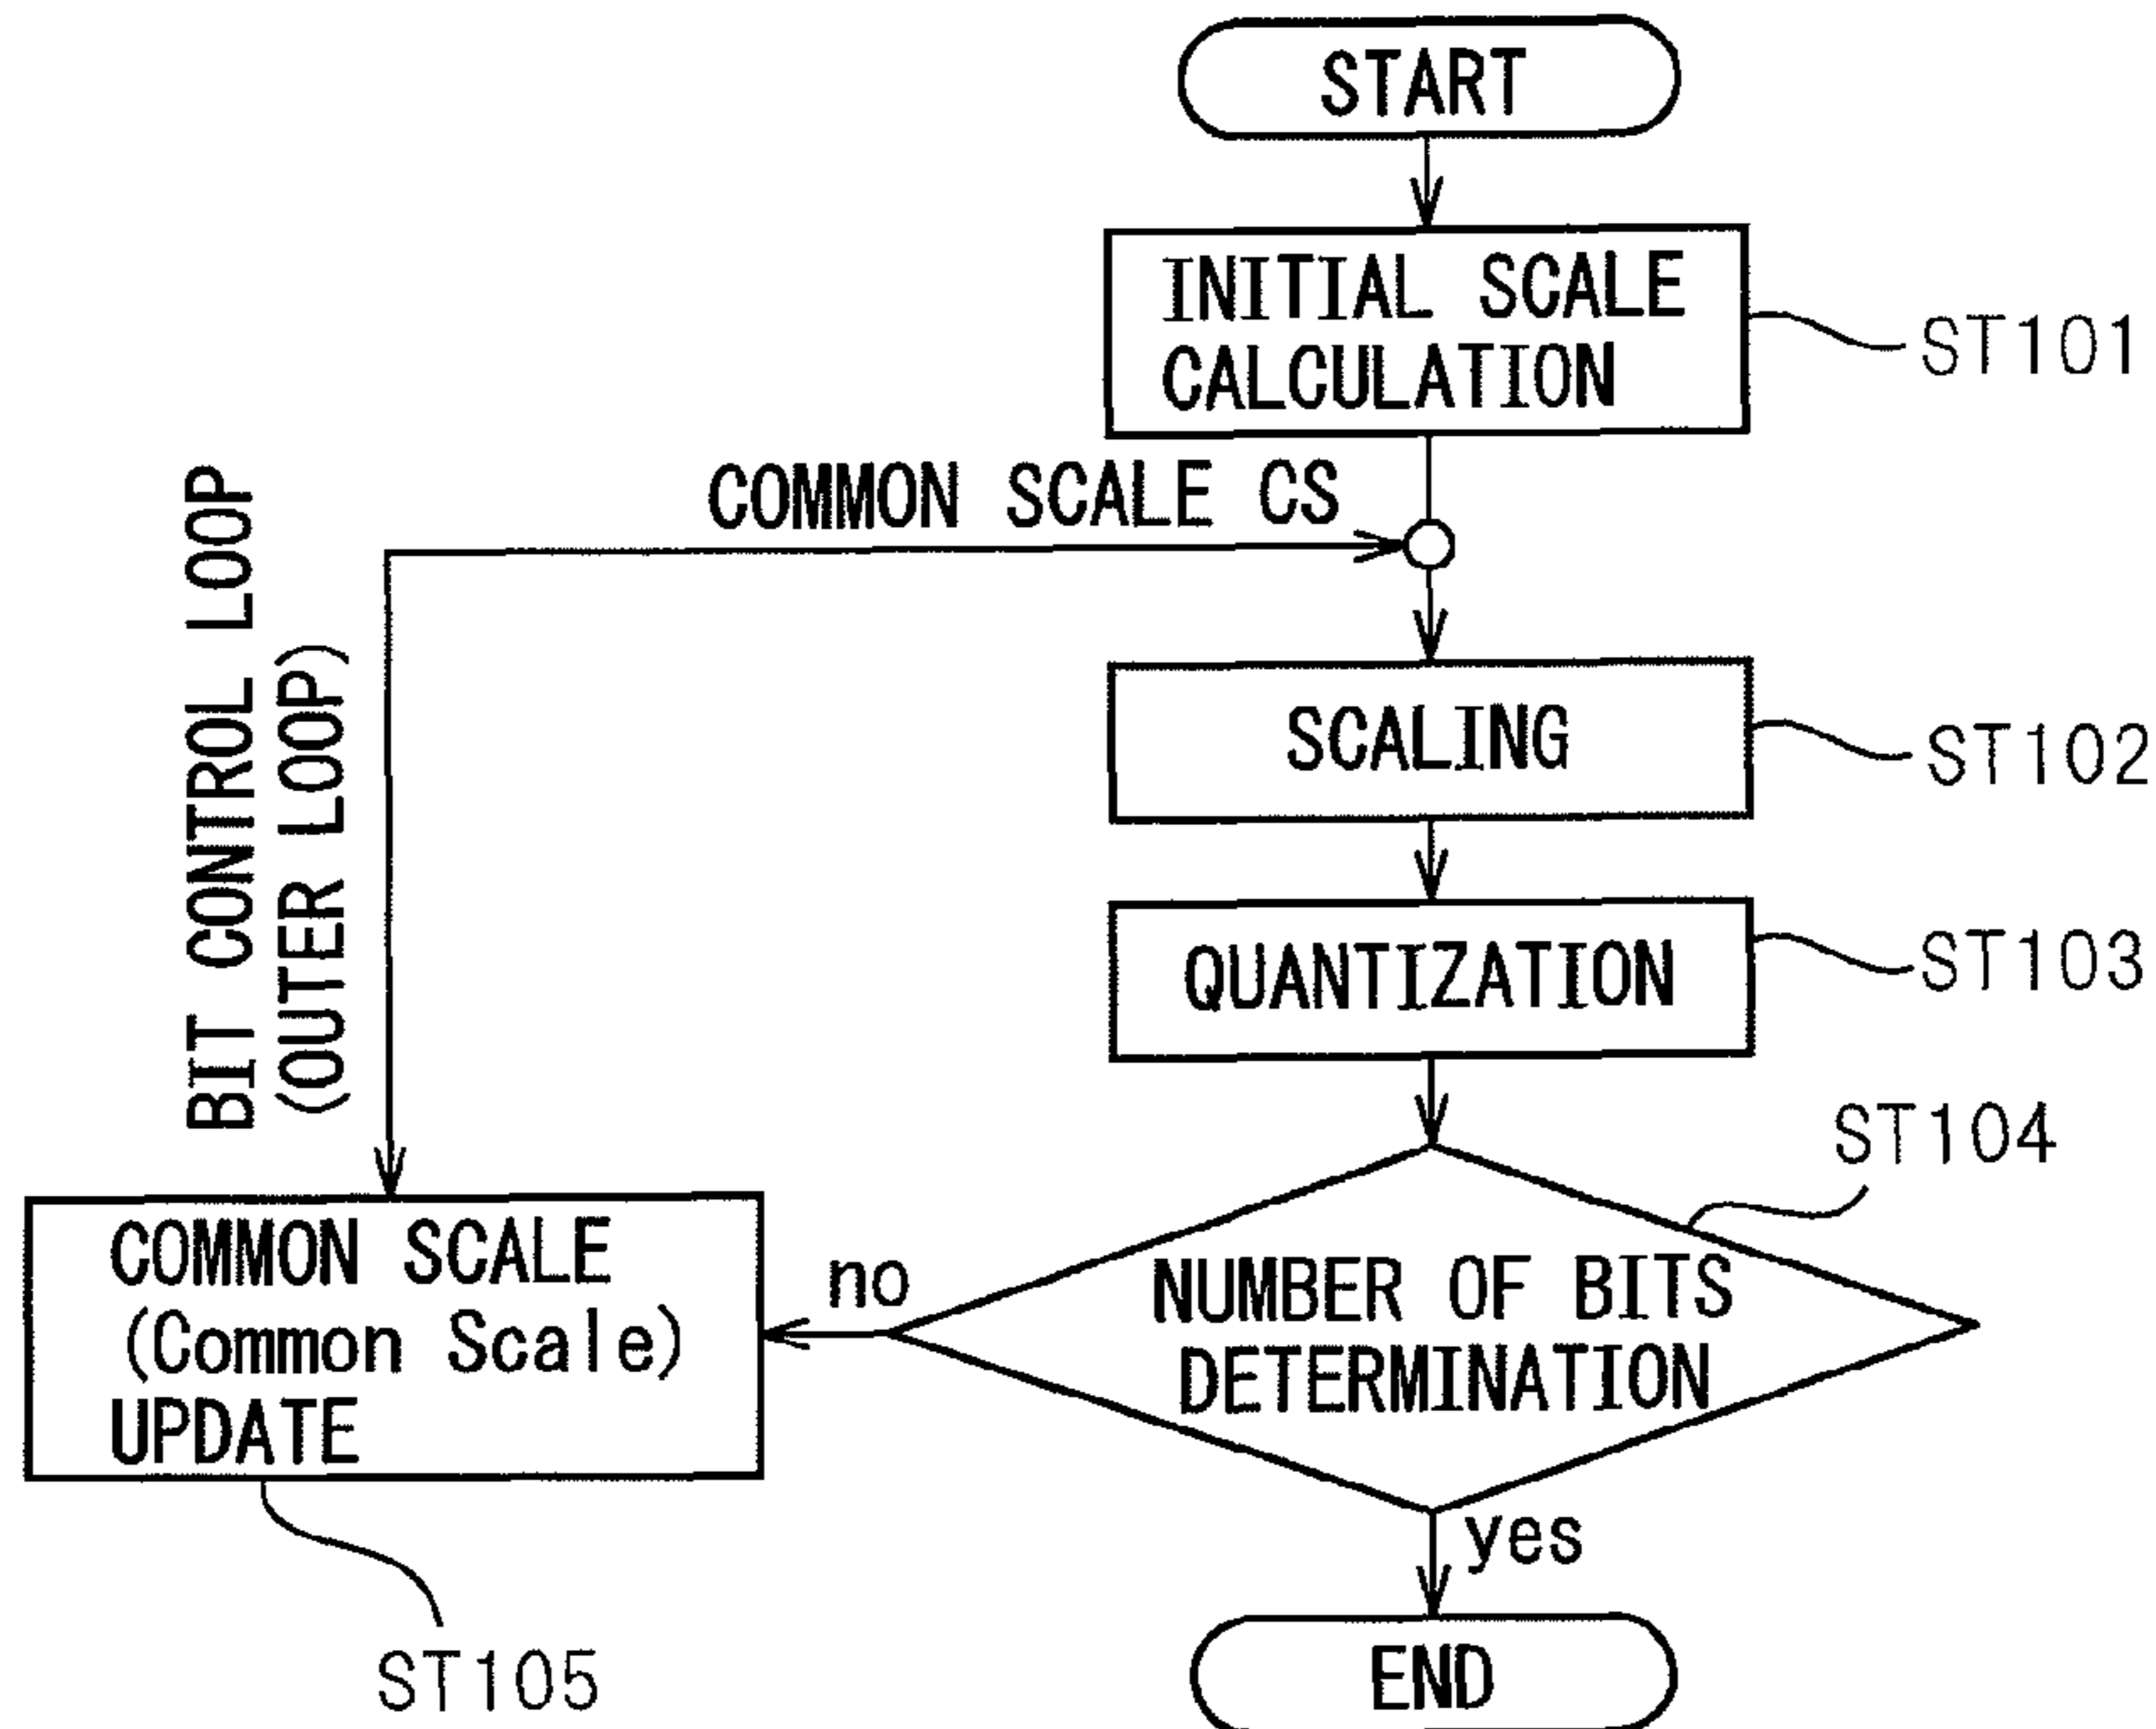 START
INITIAL SCALE
CALCULATION
ST101
COMMON SCALE CS
BIT CONTROL LOOP
(OUTER LOOP)
SCALING
ST102
QUANTIZATION
ST103
ST104
NUMBER OF BITS
DETERMINATION
no
COMMON SCALE
(Common Scale)
UPDATE
yes
ST105
END